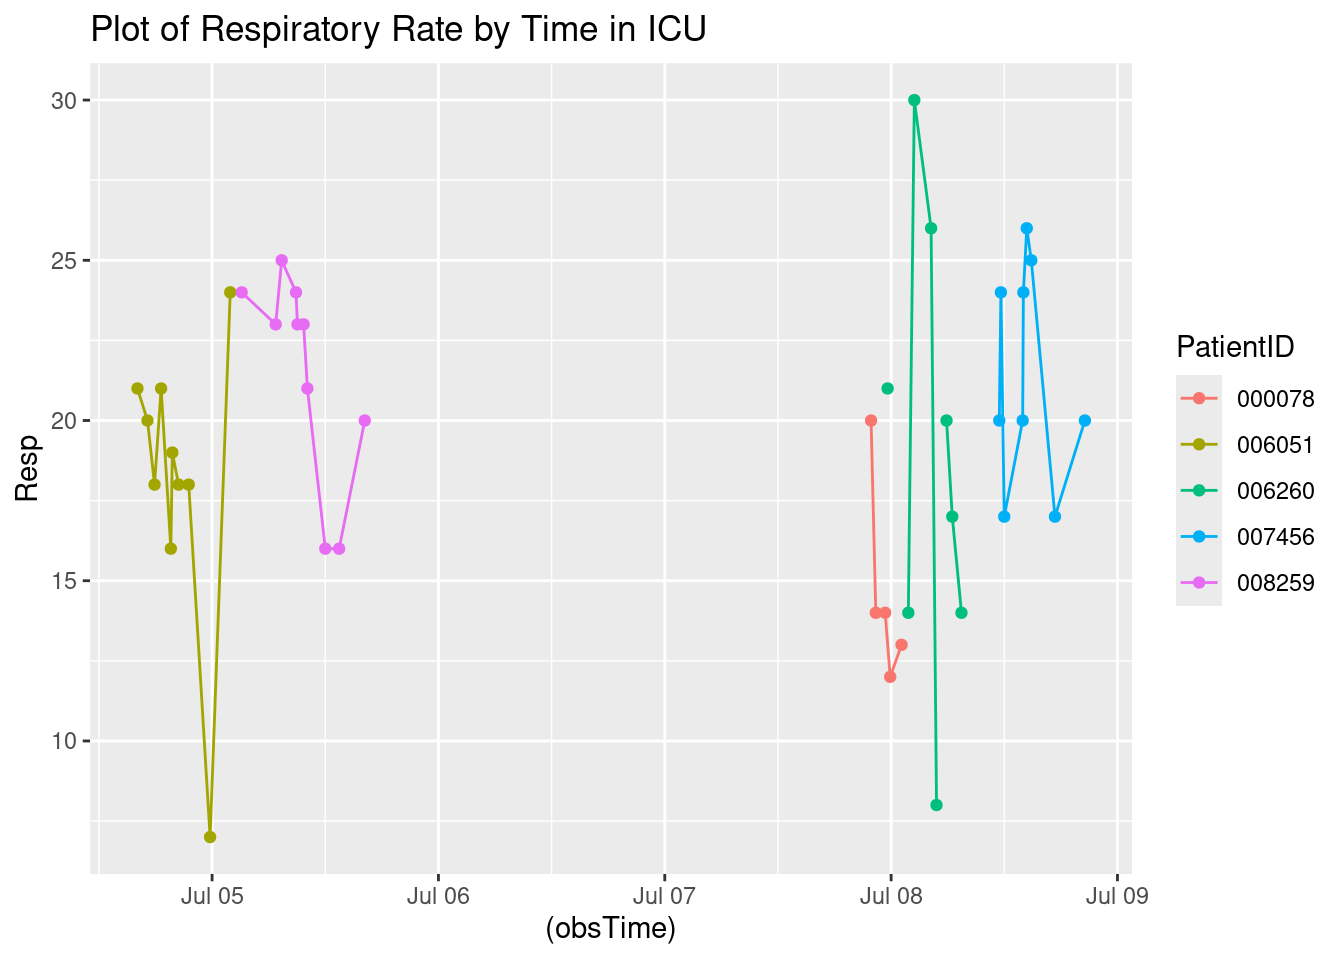 Plot of Respiratory Rate by Time in ICU
30
25
20
15
10
Resp
Jul 05
Jul 06
Jul 07
Jul 08
Jul 09
(obsTime)
PatientID
000078
006051
006260
007456
008259